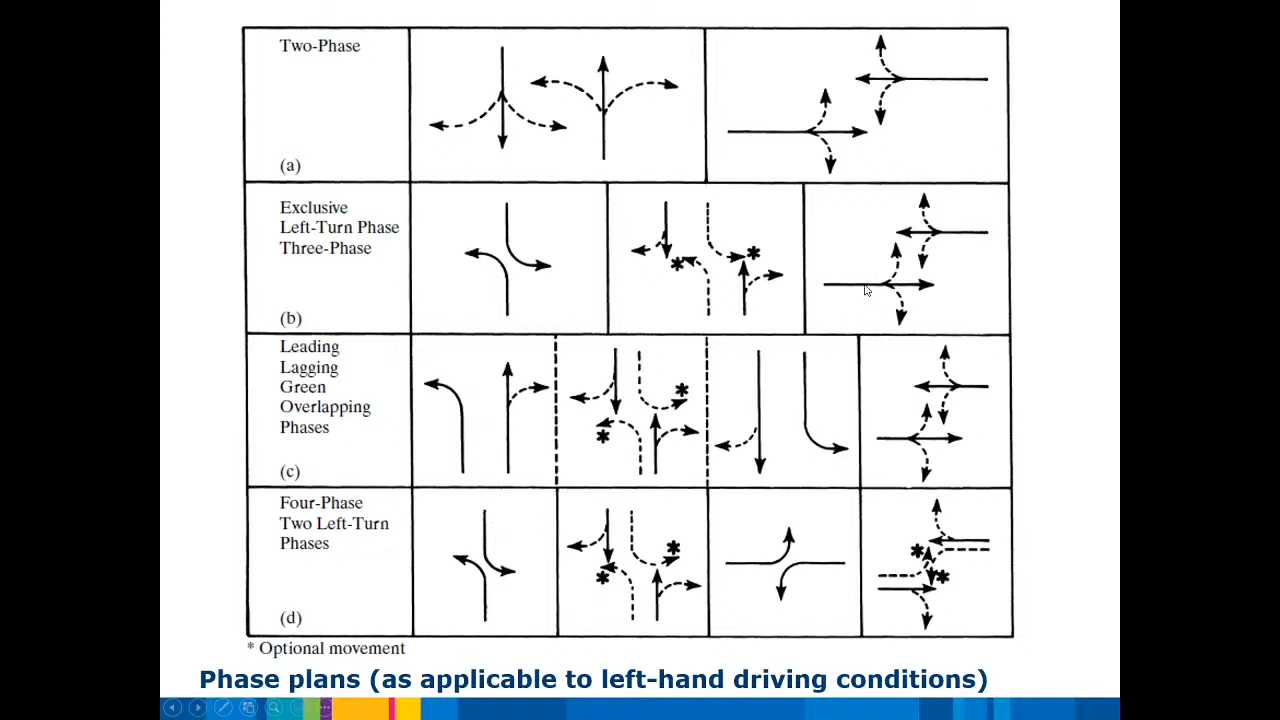 Two-Phase
(a)
Exclusive
Left-Turn Phase
Three-Phase
(b)
Leading
Lagging
Green
Overlapping
Phases
(c)
Four-Phase
Two Left-Turn
Phases
(d)
* Optional movement
Phase plans (as applicable to left-hand driving conditions)